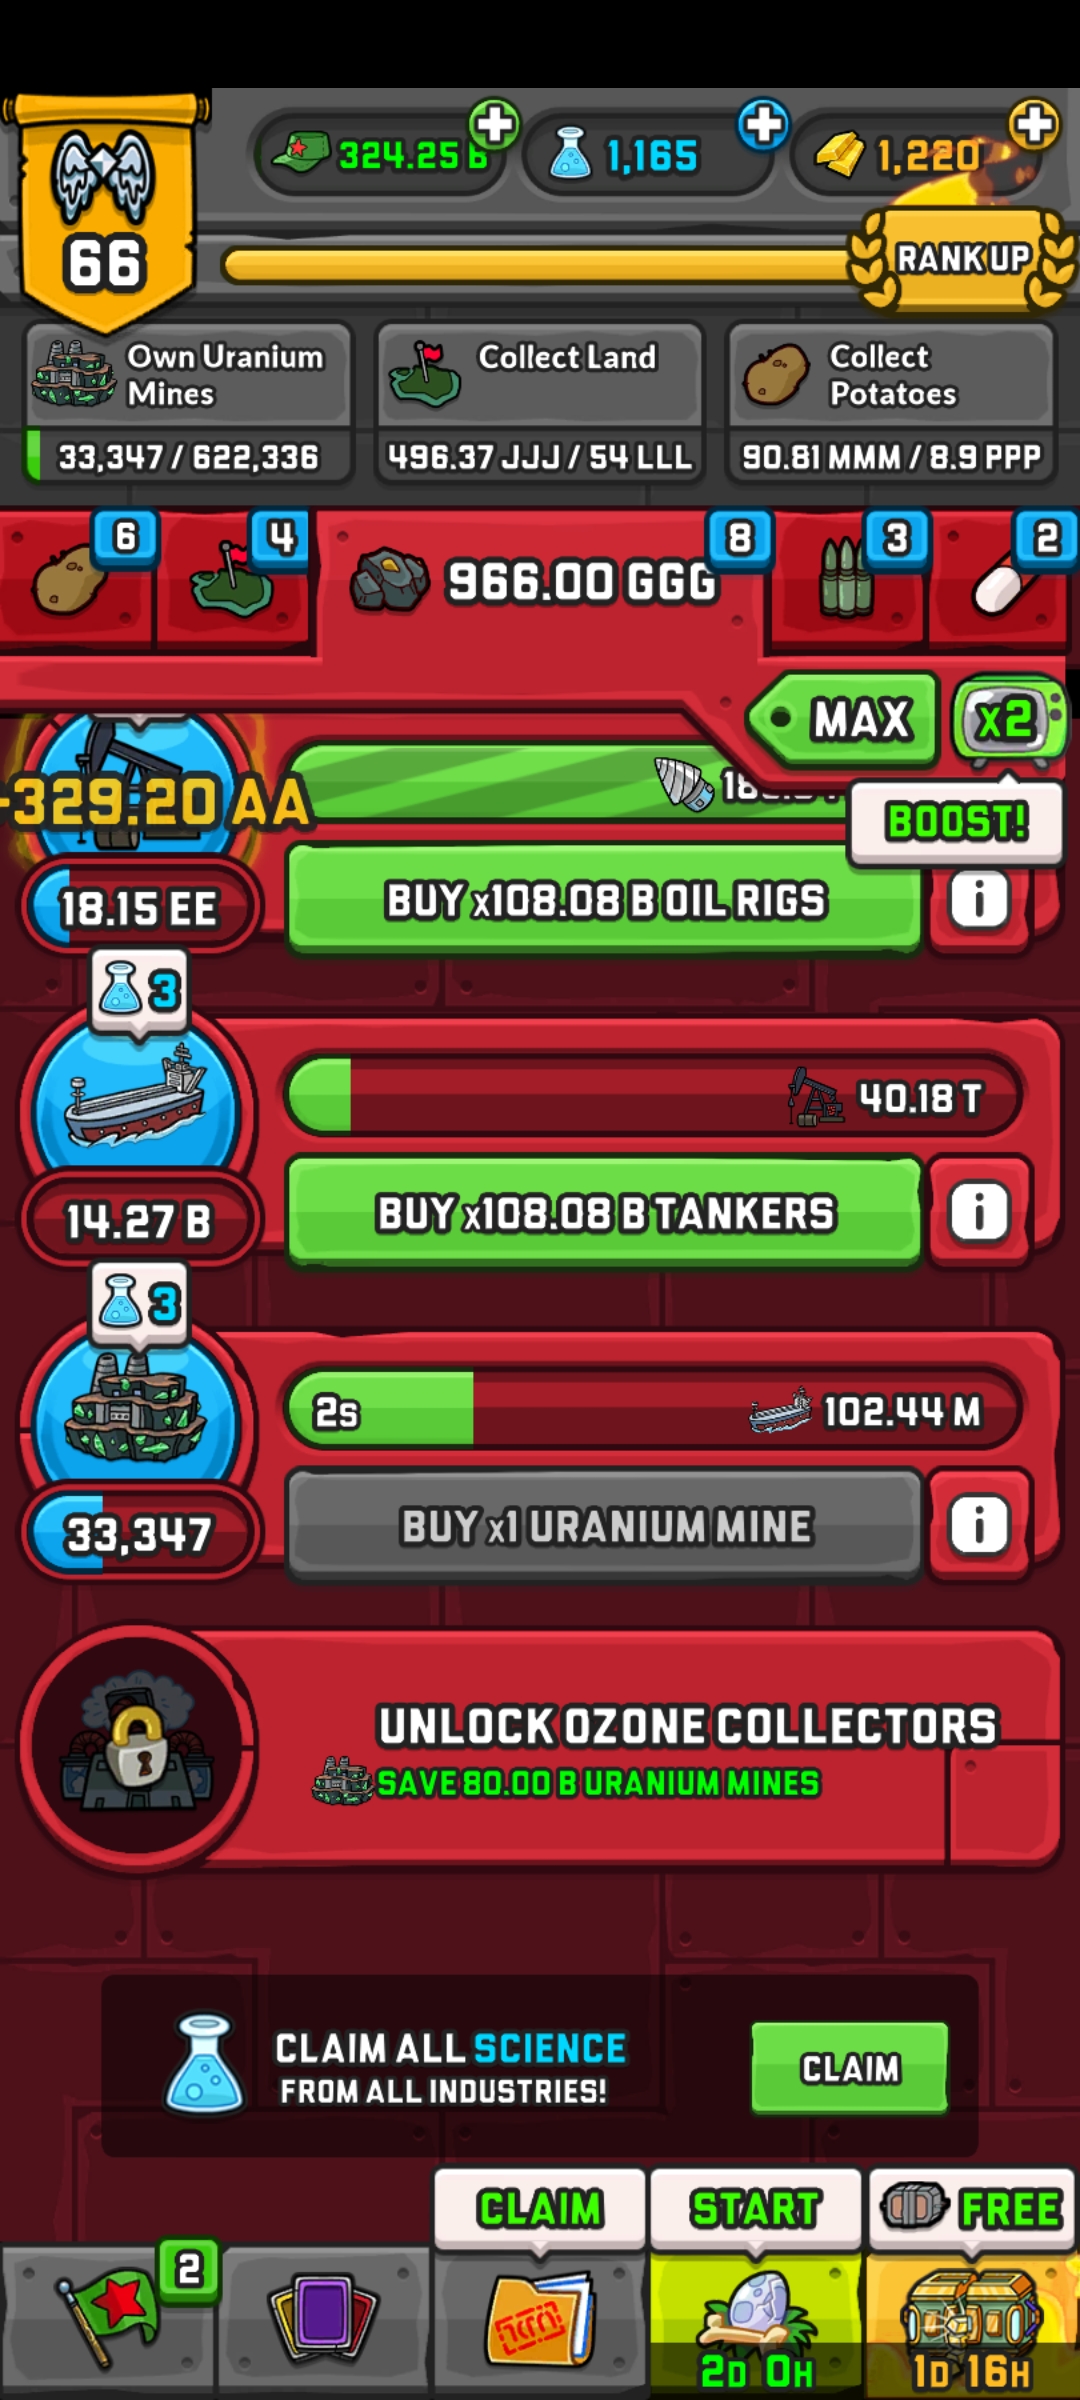 324.25 B
1,165
1,220
66
RANK UP
Own Uranium
Mines
33,347 / 622,336
Collect Land
496.37 JJJ / 54 LLL
Collect
Potatoes
90.81 MMM / 8.9 PPP
6
4
966.00 GGG
8
3
2
MAX
x2
BOOST!
-329.20 AA
18.15 EE
BUY x108.08 B OIL RIGS
i
3
40.18 T
14.27 B
BUY x108.08 B TANKERS
i
3
2s
102.44 M
33,347
BUY x1 URANIUM MINE
i
UNLOCK OZONE COLLECTORS
SAVE 80.00 B URANIUM MINES
CLAIM ALL SCIENCE
FROM ALL INDUSTRIES!
CLAIM
CLAIM
START
FREE
2
2D 0H
1D 16H